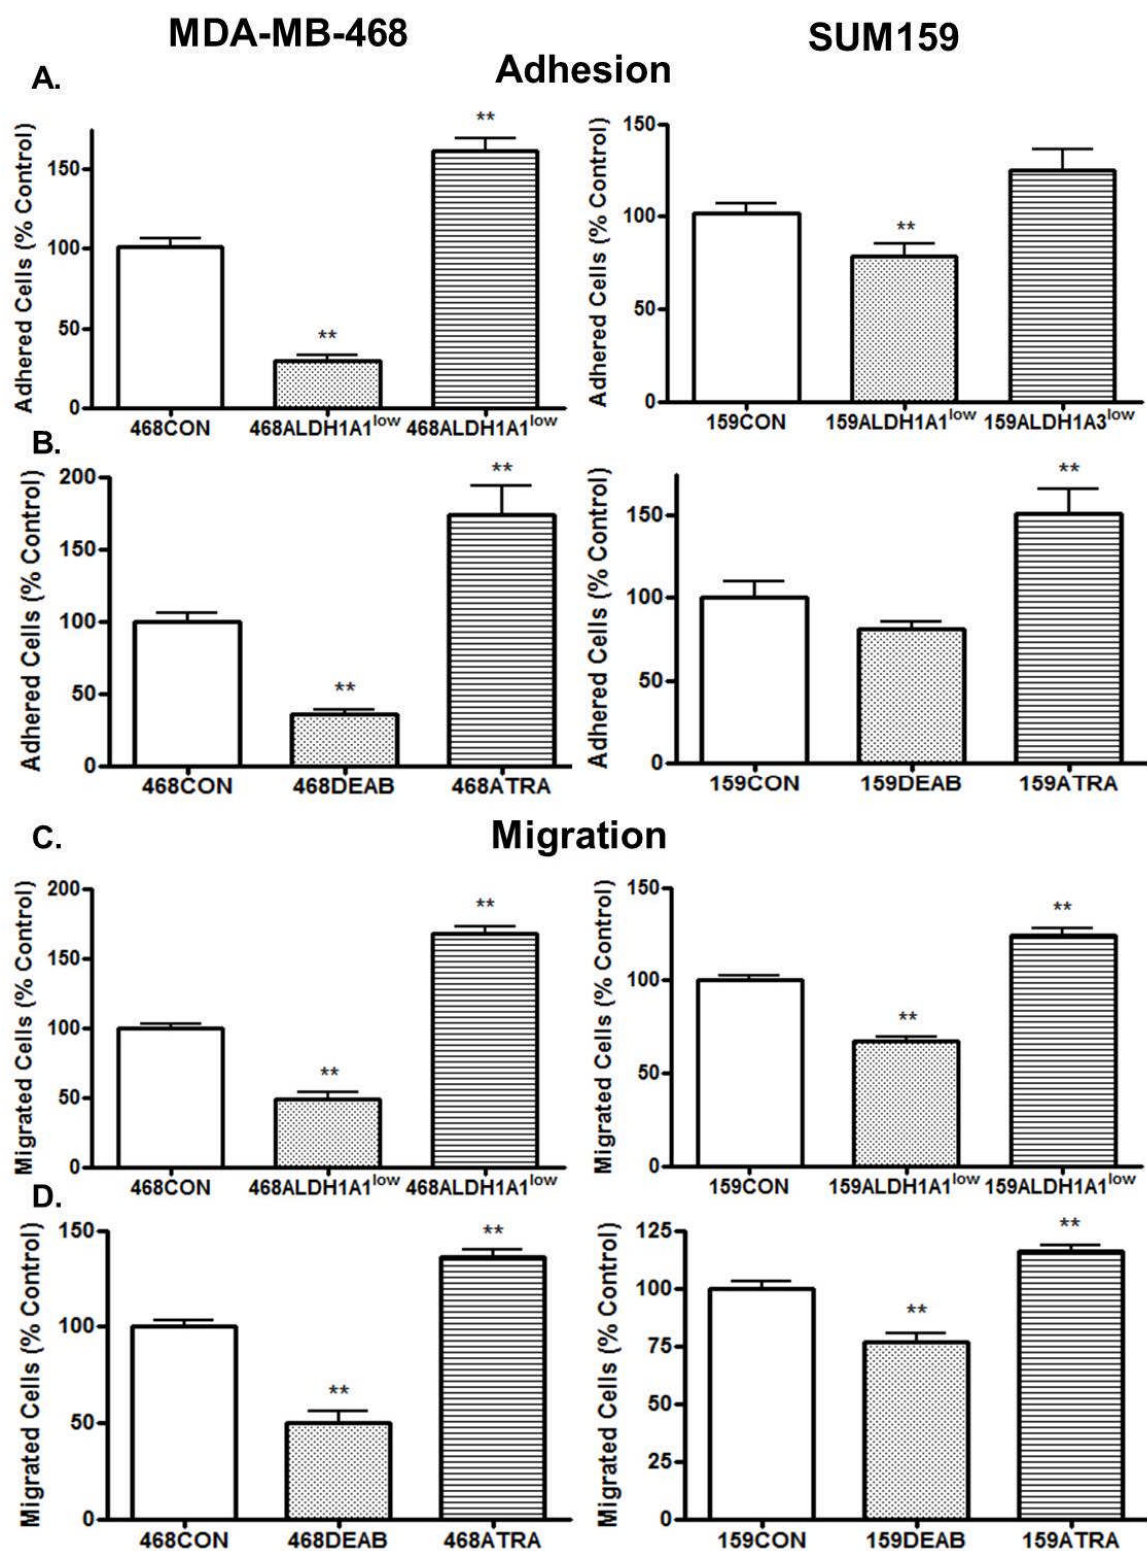 MDA-MB-468 SUM159
Adhesion
A.
Adhered Cells (% Control)
150
100
50
0
**
**
468CON 468ALDH1A1low 468ALDH1A1low
Adhered Cells (% Control)
150
100
50
0
**
159CON 159ALDH1A1low 159ALDH1A3low
B.
Adhered Cells (% Control)
200
150
100
50
0
**
**
468CON 468DEAB 468ATRA
Adhered Cells (% Control)
150
100
50
0
**
159CON 159DEAB 159ATRA
Migration
C.
Migrated Cells (% Control)
200
150
100
50
0
**
**
468CON 468ALDH1A1low 468ALDH1A1low
Migrated Cells (% Control)
150
100
50
0
**
**
159CON 159ALDH1A1low 159ALDH1A1low
D.
Migrated Cells (% Control)
150
100
50
0
**
**
468CON 468DEAB 468ATRA
Migrated Cells (% Control)
125
100
75
50
25
0
**
**
159CON 159DEAB 159ATRA